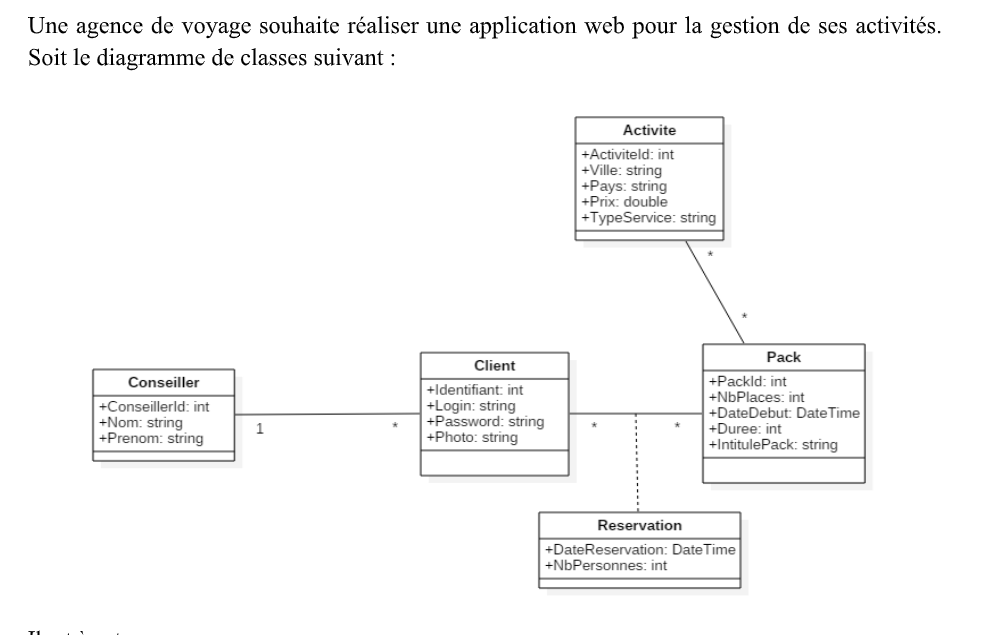 Une agence de voyage souhaite réaliser une application web pour la gestion de ses activités.
Soit le diagramme de classes suivant :
Activite
+ActiviteId: int
+Ville: string
+Pays: string
+Prix: double
+TypeService: string
*
*
Pack
+PackId: int
+NbPlaces: int
+DateDebut: DateTime
+Duree: int
+IntitulePack: string
Client
+Identifiant: int
+Login: string
+Password: string
+Photo: string
Conseiller
+ConseillerId: int
+Nom: string
+Prenom: string
1
*
*
*
Reservation
+DateReservation: DateTime
+NbPersonnes: int